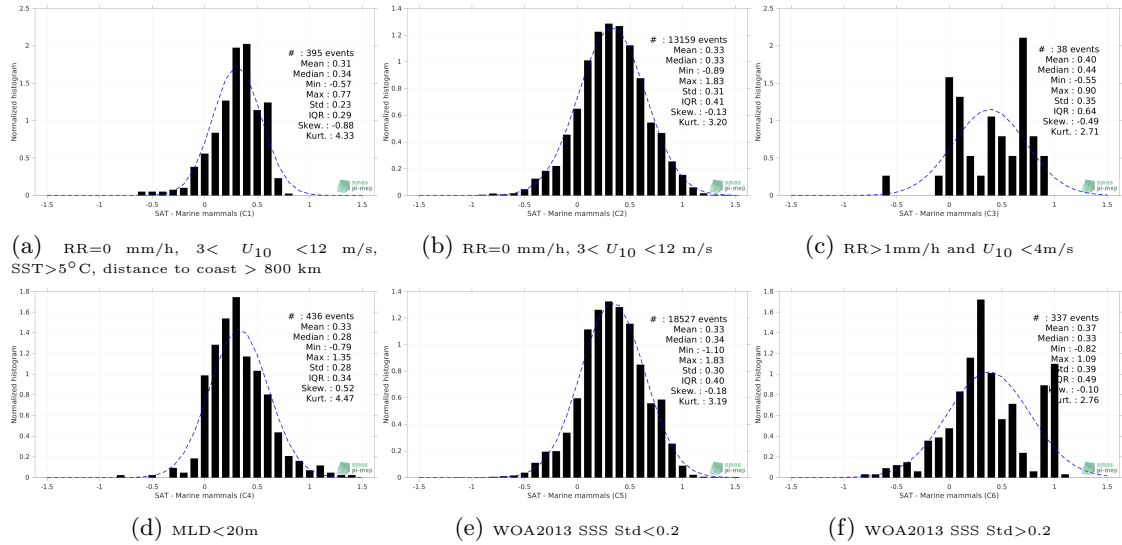 Normalized histogram
2.5
2
1.5
1
0.5
0
-1.5
-1
-0.5
0
0.5
1
1.5
# : 395 events
Mean : 0.31
Median : 0.34
Min : -0.57
Max : 0.77
Std : 0.23
IQR : 0.29
Skew. : -0.88
Kurt. : 4.33
smos
pi-mep
SAT - Marine mammals (C1)
(a) RR=0 mm/h, 3< U10 <12 m/s,
SST>5°C, distance to coast > 800 km
Normalized histogram
1.4
1.2
1
0.8
0.6
0.4
0.2
0
-1.5
-1
-0.5
0
0.5
1
1.5
# : 13159 events
Mean : 0.33
Median : 0.33
Min : -0.89
Max : 1.83
Std : 0.31
IQR : 0.41
Skew. : -0.13
Kurt. : 3.20
smos
pi-mep
SAT - Marine mammals (C2)
(b) RR=0 mm/h, 3< U10 <12 m/s
Normalized histogram
2.5
2
1.5
1
0.5
0
-1.5
-1
-0.5
0
0.5
1
1.5
# : 38 events
Mean : 0.40
Median : 0.44
Min : -0.55
Max : 0.90
Std : 0.35
IQR : 0.64
Skew. : -0.49
Kurt. : 2.71
smos
pi-mep
SAT - Marine mammals (C3)
(c) RR>1mm/h and U10 <4m/s
Normalized histogram
1.8
1.6
1.4
1.2
1
0.8
0.6
0.4
0.2
0
-1.5
-1
-0.5
0
0.5
1
1.5
# : 436 events
Mean : 0.33
Median : 0.28
Min : -0.79
Max : 1.35
Std : 0.28
IQR : 0.34
Skew. : 0.52
Kurt. : 4.47
smos
pi-mep
SAT - Marine mammals (C4)
(d) MLD<20m
Normalized histogram
1.4
1.2
1
0.8
0.6
0.4
0.2
0
-1.5
-1
-0.5
0
0.5
1
1.5
# : 18527 events
Mean : 0.33
Median : 0.34
Min : -1.10
Max : 1.83
Std : 0.30
IQR : 0.40
Skew. : -0.18
Kurt. : 3.19
smos
pi-mep
SAT - Marine mammals (C5)
(e) WOA2013 SSS Std<0.2
Normalized histogram
1.8
1.6
1.4
1.2
1
0.8
0.6
0.4
0.2
0
-1.5
-1
-0.5
0
0.5
1
1.5
# : 337 events
Mean : 0.37
Median : 0.33
Min : -0.82
Max : 1.09
Std : 0.39
: 0.49
: -0.10
: 2.76
smos
pi-mep
SAT - Marine mammals (C6)
(f) WOA2013 SSS Std>0.2